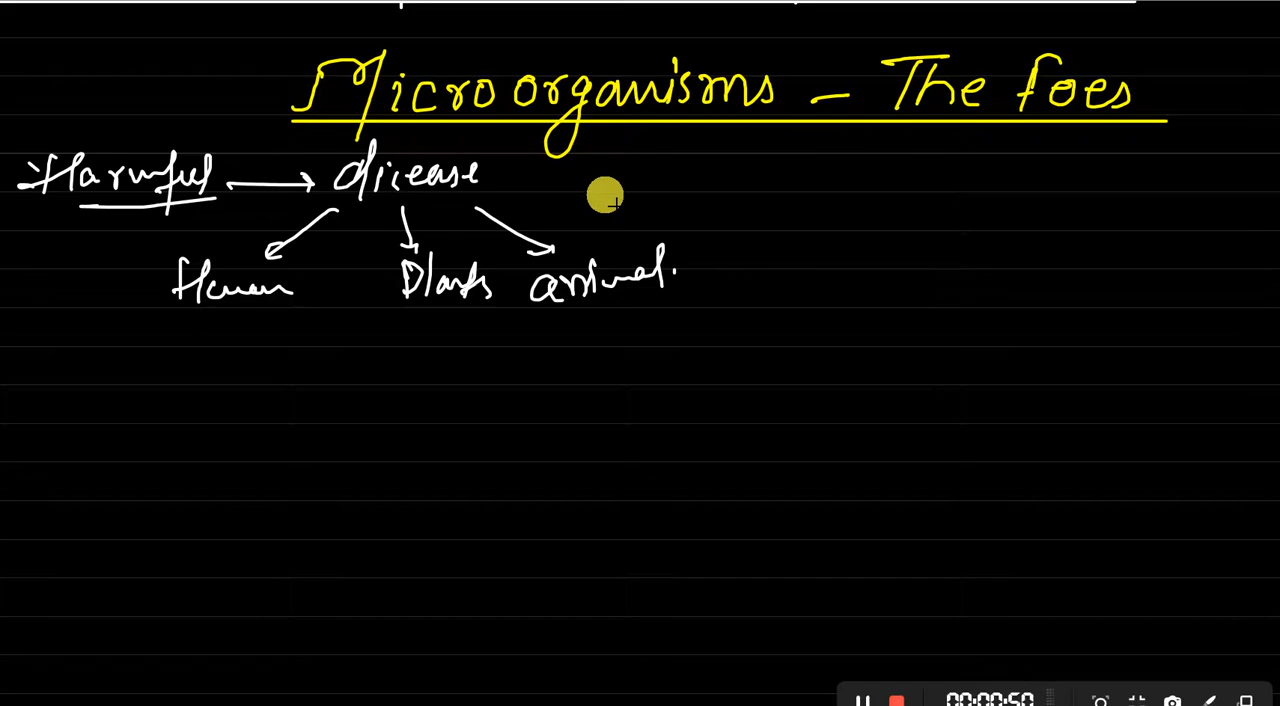 Microorganisms - The foes
Harmful → disease
Human Plants animal.
00:00:50